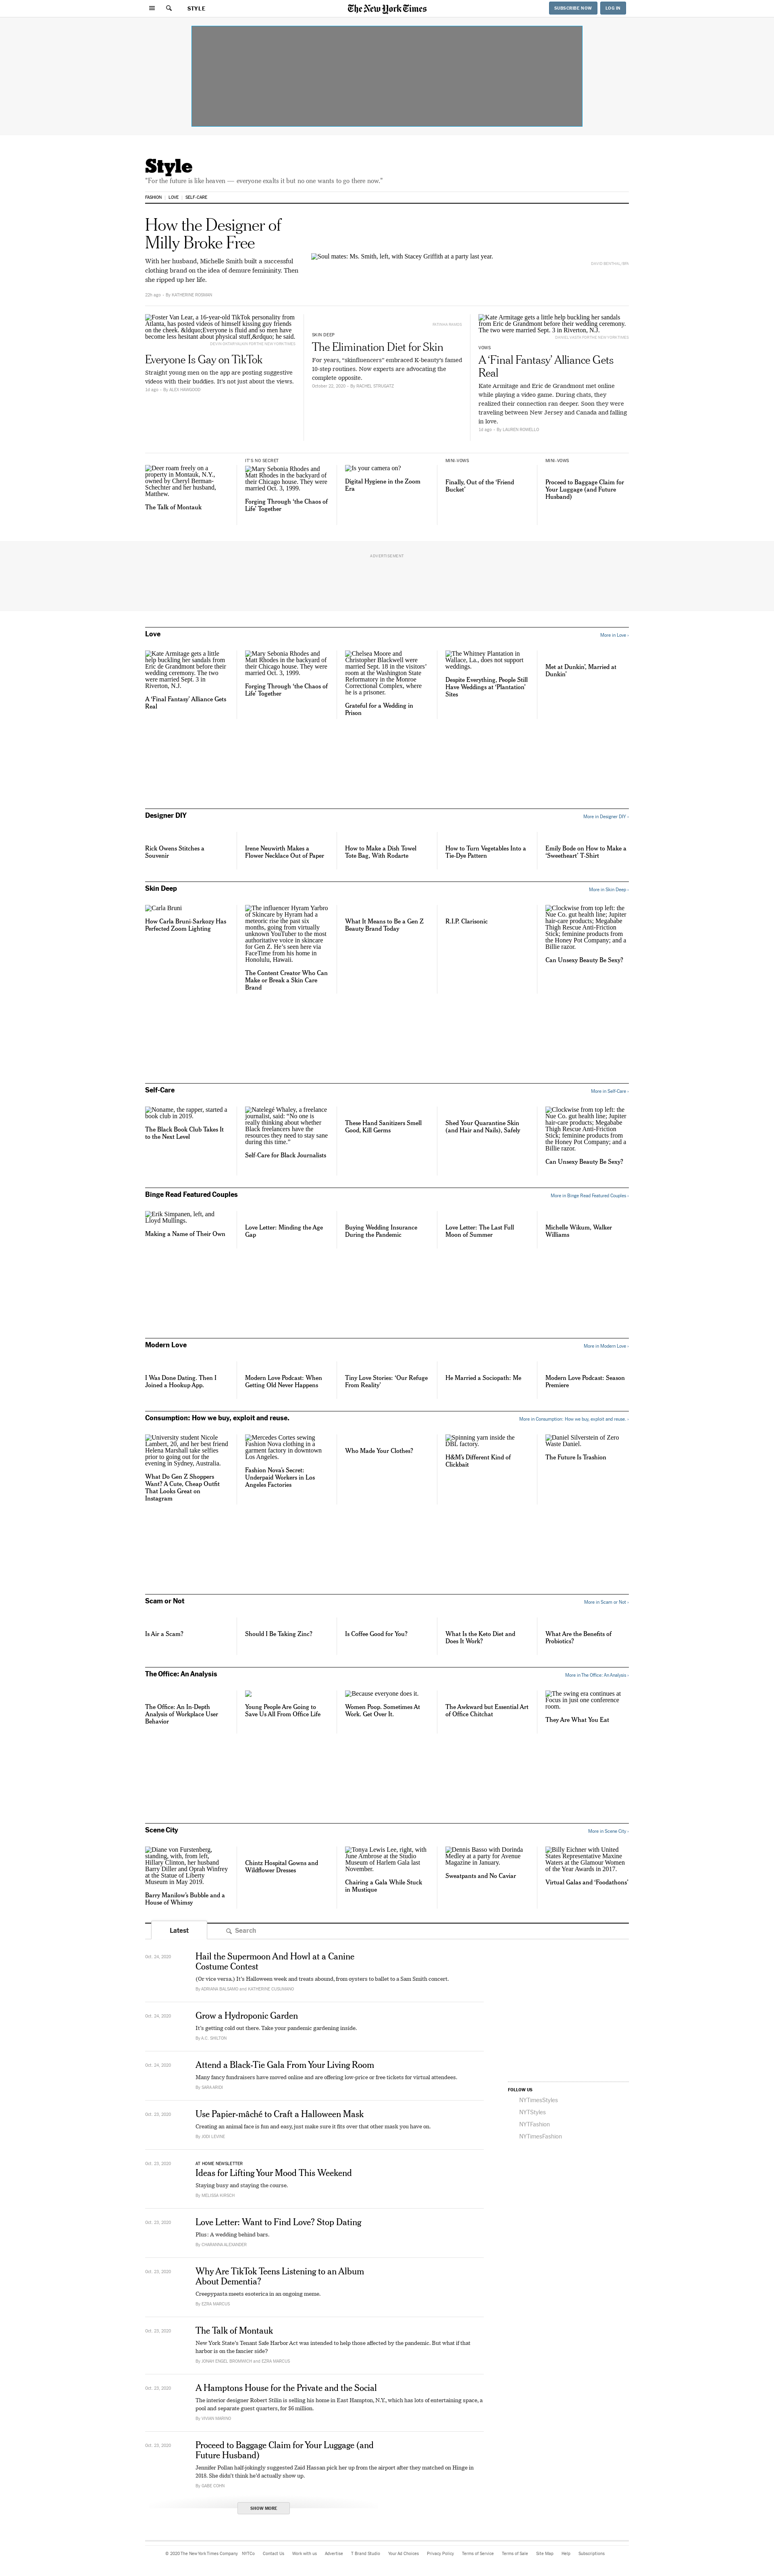 STYLE
The New York Times
SUBSCRIBE NOW
LOG IN
Style
"For the future is like heaven — everyone exalts it but no one wants to go there now."
FASHION
LOVE
SELF-CARE
How the Designer of
Milly Broke Free
With her husband, Michelle Smith built a successful
clothing brand on the idea of demure femininity. Then
she ripped up her life.
22h ago - By KATHERINE ROSMAN
Soul mates: Ms. Smith, left, with Stacey Griffith at a party last year.
Foster Van Lear, a 16-year-old TikTok personality from
Atlanta, has posted videos of himself kissing guy friends
on the cheek. &ldquo;Everyone is fluid and so men have
become less hesitant about physical stuff,&rdquo; he said.
Everyone Is Gay on TikTok
Straight young men on the app are posting suggestive
videos with their buddies. It's not just about the views.
1d ago - By ALEX HAWGOOD
SKIN DEEP
The Elimination Diet for Skin
For years, "skinfluencers" embraced K-beauty's famed
10-step routines. Now experts are advocating the
complete opposite.
October 22, 2020 - By RACHEL STRUGATZ
Kate Armitage gets a little help buckling her sandals
from Eric de Grandmont before their wedding ceremony.
The two were married Sept. 3 in Riverton, N.J.
VOWS
A 'Final Fantasy' Alliance Gets
Real
Kate Armitage and Eric de Grandmont met online
while playing a video game. During chats, they
realized their connection ran deeper. Soon they were
traveling between New Jersey and Canada and falling
in love.
1d ago - By LAUREN ROWELLO
Deer roam freely on a
property in Montauk, N.Y.,
owned by Cheryl Berman-
Schechter and her husband,
Matthew.
The Talk of Montauk
IT'S NO SECRET
Mary Sebonia Rhodes and
Matt Rhodes in the backyard of
their Chicago house. They were
married Oct. 3, 1999.
Forging Through 'the Chaos of
Life' Together
Is your camera on?
Digital Hygiene in the Zoom
Era
MINI-VOWS
Finally, Out of the 'Friend
Bucket'
MINI-VOWS
Proceed to Baggage Claim for
Your Luggage (and Future
Husband)
ADVERTISEMENT
Love
More in Love ›
Kate Armitage gets a little
help buckling her sandals from
Eric de Grandmont before their
wedding ceremony. The two
were married Sept. 3 in
Riverton, N.J.
A 'Final Fantasy' Alliance Gets
Real
Mary Sebonia Rhodes and
Matt Rhodes in the backyard of
their Chicago house. They were
married Oct. 3, 1999.
Forging Through 'the Chaos of
Life' Together
Chelsea Moore and
Christopher Blackwell were
married Sept. 18 in the visitors'
room at the Washington State
Reformatory in the Monroe
Correctional Complex, where
he is a prisoner.
Grateful for a Wedding in
Prison
The Whitney Plantation in
Wallace, La., does not support
weddings.
Despite Everything, People Still
Have Weddings at 'Plantation'
Sites
Met at Dunkin', Married at
Dunkin'
Designer DIY
More in Designer DIY ›
Rick Owens Stitches a
Souvenir
Irene Neuwirth Makes a
Flower Necklace Out of Paper
How to Make a Dish Towel
Tote Bag, With Rodarte
How to Turn Vegetables Into a
Tie-Dye Pattern
Emily Bode on How to Make a
'Sweetheart' T-Shirt
Skin Deep
More in Skin Deep ›
Carla Bruni
How Carla Bruni-Sarkozy Has
Perfected Zoom Lighting
The influencer Hyram Yarbro
of Skincare by Hyram had a
meteoric rise the past six
months, going from virtually
unknown YouTuber to the most
authoritative voice in skincare
for Gen Z. He's seen here via
FaceTime from his home in
Honolulu, Hawaii.
The Content Creator Who Can
Make or Break a Skin Care
Brand
What It Means to Be a Gen Z
Beauty Brand Today
R.I.P. Clarisonic
Clockwise from top left: the
Nue Co. gut health line; Jupiter
hair-care products; Megababe
Thigh Rescue Anti-Friction
Stick; feminine products from
the Honey Pot Company; and a
Billie razor.
Can Unsexy Beauty Be Sexy?
Self-Care
More in Self-Care ›
Noname, the rapper, started a
book club in 2019.
The Black Book Club Takes It
to the Next Level
Natelegé Whaley, a freelance
journalist, said: "No one is
really thinking about whether
Black freelancers have the
resources they need to stay sane
during this time."
Self-Care for Black Journalists
These Hand Sanitizers Smell
Good, Kill Germs
Shed Your Quarantine Skin
(and Hair and Nails), Safely
Clockwise from top left: the
Nue Co. gut health line; Jupiter
hair-care products; Megababe
Thigh Rescue Anti-Friction
Stick; feminine products from
the Honey Pot Company; and a
Billie razor.
Can Unsexy Beauty Be Sexy?
Binge Read Featured Couples
More in Binge Read Featured Couples ›
Erik Simpanen, left, and
Lloyd Mullings.
Making a Name of Their Own
Love Letter: Minding the Age
Gap
Buying Wedding Insurance
During the Pandemic
Love Letter: The Last Full
Moon of Summer
Michelle Wikum, Walker
Williams
Modern Love
More in Modern Love ›
I Was Done Dating. Then I
Joined a Hookup App.
Modern Love Podcast: When
Getting Old Never Happens
Tiny Love Stories: 'Our Refuge
From Reality'
He Married a Sociopath: Me
Modern Love Podcast: Season
Premiere
Consumption: How we buy, exploit and reuse.
More in Consumption: How we buy, exploit and reuse. ›
University student Nicole
Lambert, 20, and her best friend
Helena Marshall take selfies
prior to going out for the
evening in Sydney, Australia.
What Do Gen Z Shoppers
Want? A Cute, Cheap Outfit
That Looks Great on
Instagram
Mercedes Cortes sewing
Fashion Nova clothing in a
garment factory in downtown
Los Angeles.
Fashion Nova's Secret:
Underpaid Workers in Los
Angeles Factories
Who Made Your Clothes?
Spinning yarn inside the
DBL factory.
H&M's Different Kind of
Clickbait
Daniel Silverstein of Zero
Waste Daniel.
The Future Is Trashion
Scam or Not
More in Scam or Not ›
Is Air a Scam?
Should I Be Taking Zinc?
Is Coffee Good for You?
What Is the Keto Diet and
Does It Work?
What Are the Benefits of
Probiotics?
The Office: An Analysis
More in The Office: An Analysis ›
The Office: An In-Depth
Analysis of Workplace User
Behavior
Young People Are Going to
Save Us All From Office Life
Because everyone does it.
Women Poop. Sometimes At
Work. Get Over It.
The Awkward but Essential Art
of Office Chitchat
The swing era continues at
Focus in just one conference
room.
They Are What You Eat
Scene City
More in Scene City ›
Diane von Furstenberg,
standing, with, from left,
Hillary Clinton, her husband
Barry Diller and Oprah Winfrey
at the Statue of Liberty
Museum in May 2019.
Barry Manilow's Bubble and a
House of Whimsy
Chintz Hospital Gowns and
Wildflower Dresses
Tonya Lewis Lee, right, with
June Ambrose at the Studio
Museum of Harlem Gala last
November.
Chairing a Gala While Stuck
in Mustique
Dennis Basso with Dorinda
Medley at a party for Avenue
Magazine in January.
Sweatpants and No Caviar
Billy Eichner with United
States Representative Maxine
Waters at the Glamour Women
of the Year Awards in 2017.
Virtual Galas and 'Foodathons'
Latest
Search
Oct. 24, 2020
Hail the Supermoon And Howl at a Canine
Costume Contest
(Or vice versa.) It's Halloween week and treats abound, from oysters to ballet to a Sam Smith concert.
By ADRIANA BALSAMO and KATHERINE CUSUMANO
Oct. 24, 2020
Grow a Hydroponic Garden
It's getting cold out there. Take your pandemic gardening inside.
By A.C. SHILTON
Oct. 24, 2020
Attend a Black-Tie Gala From Your Living Room
Many fancy fundraisers have moved online and are offering low-price or free tickets for virtual attendees.
By SARA ARIDI
Oct. 23, 2020
Use Papier-mâché to Craft a Halloween Mask
Creating an animal face is fun and easy, just make sure it fits over that other mask you have on.
By JODI LEVINE
Oct. 23, 2020
AT HOME NEWSLETTER
Ideas for Lifting Your Mood This Weekend
Staying busy and staying the course.
By MELISSA KIRSCH
Oct. 23, 2020
Love Letter: Want to Find Love? Stop Dating
Plus: A wedding behind bars.
By CHARANNA ALEXANDER
Oct. 23, 2020
Why Are TikTok Teens Listening to an Album
About Dementia?
Creepypasta meets esoterica in an ongoing meme.
By EZRA MARCUS
Oct. 23, 2020
The Talk of Montauk
New York State's Tenant Safe Harbor Act was intended to help those affected by the pandemic. But what if that
harbor is on the fancier side?
By JONAH ENGEL BROMWICH and EZRA MARCUS
Oct. 23, 2020
A Hamptons House for the Private and the Social
The interior designer Robert Stilin is selling his home in East Hampton, N.Y., which has lots of entertaining space, a
pool and separate guest quarters, for $6 million.
By VIVIAN MARINO
Oct. 23, 2020
Proceed to Baggage Claim for Your Luggage (and
Future Husband)
Jennifer Pollan half-jokingly suggested Zaid Hassan pick her up from the airport after they matched on Hinge in
2018. She didn't think he'd actually show up.
By GABE COHN
SHOW MORE
FOLLOW US
NYTimesStyles
NYTStyles
NYTFashion
NYTimesFashion
© 2020 The New York Times Company
NYTCo
Contact Us
Work with us
Advertise
T Brand Studio
Your Ad Choices
Privacy Policy
Terms of Service
Terms of Sale
Site Map
Help
Subscriptions